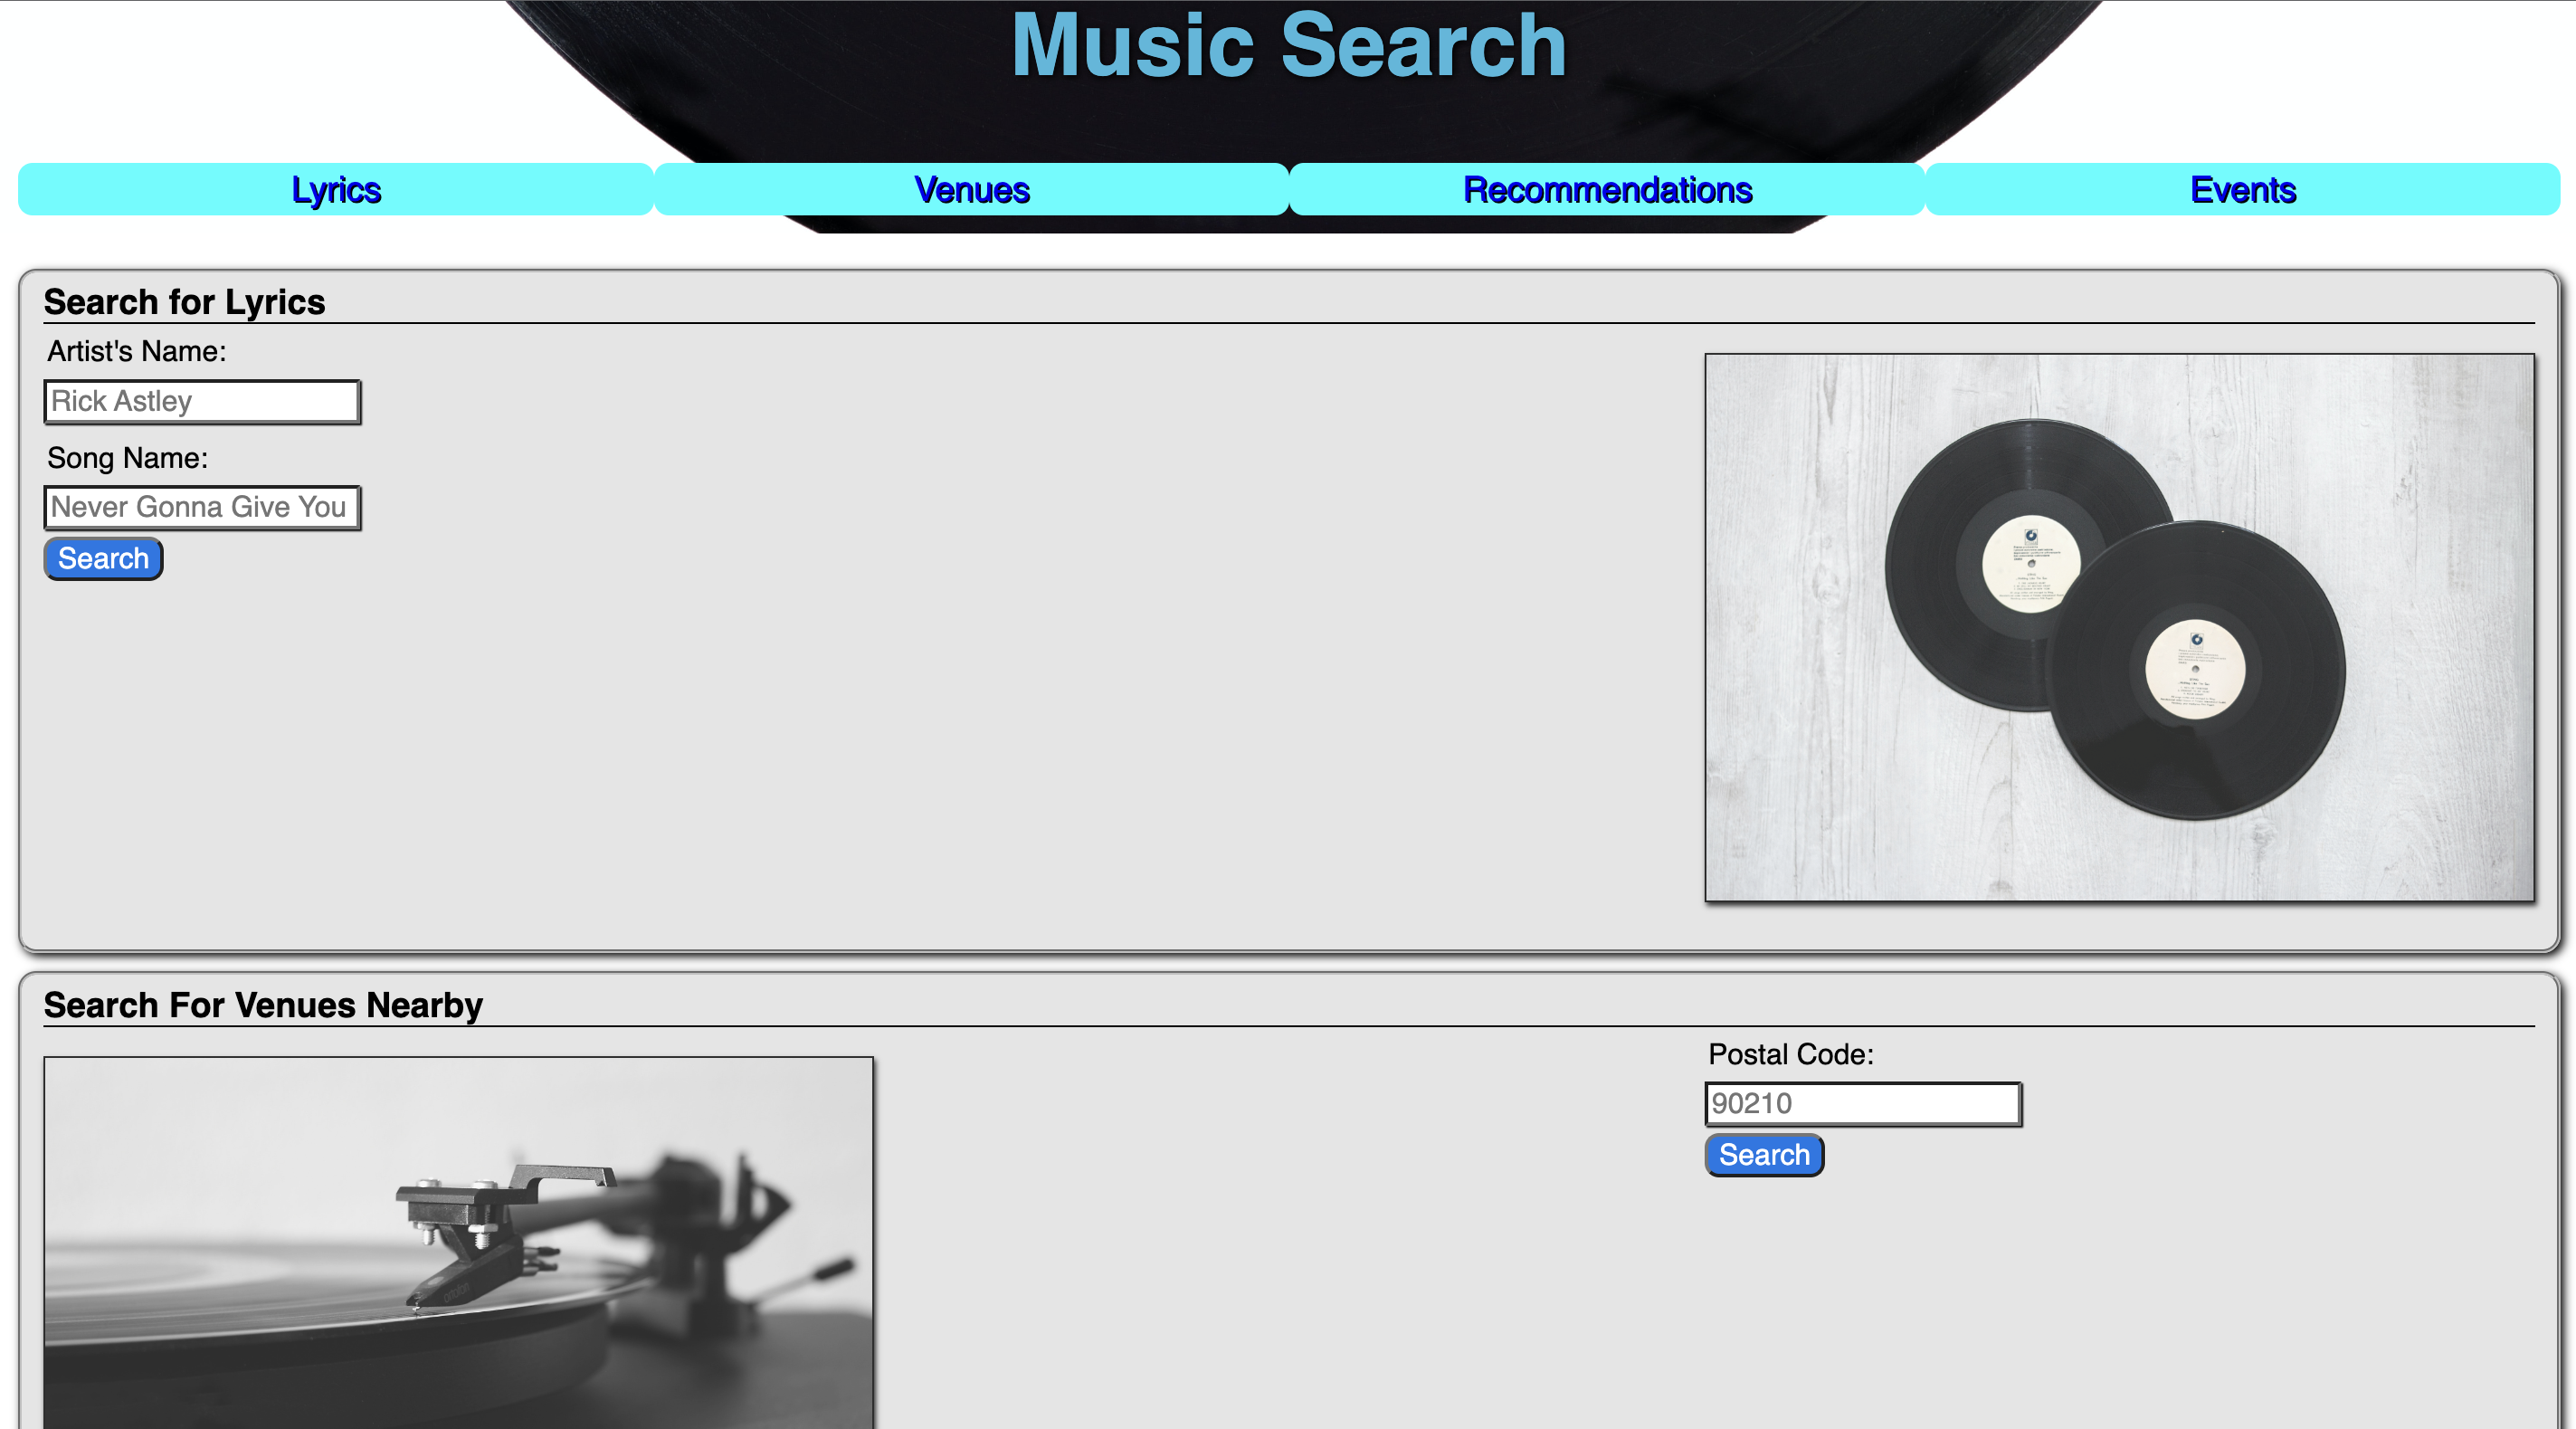 Music Search
Lyrics
Venues
Recommendations
Events
Search for Lyrics
Artist's Name:
Rick Astley
Song Name:
Never Gonna Give You
Search
Search For Venues Nearby
Postal Code:
90210
Search